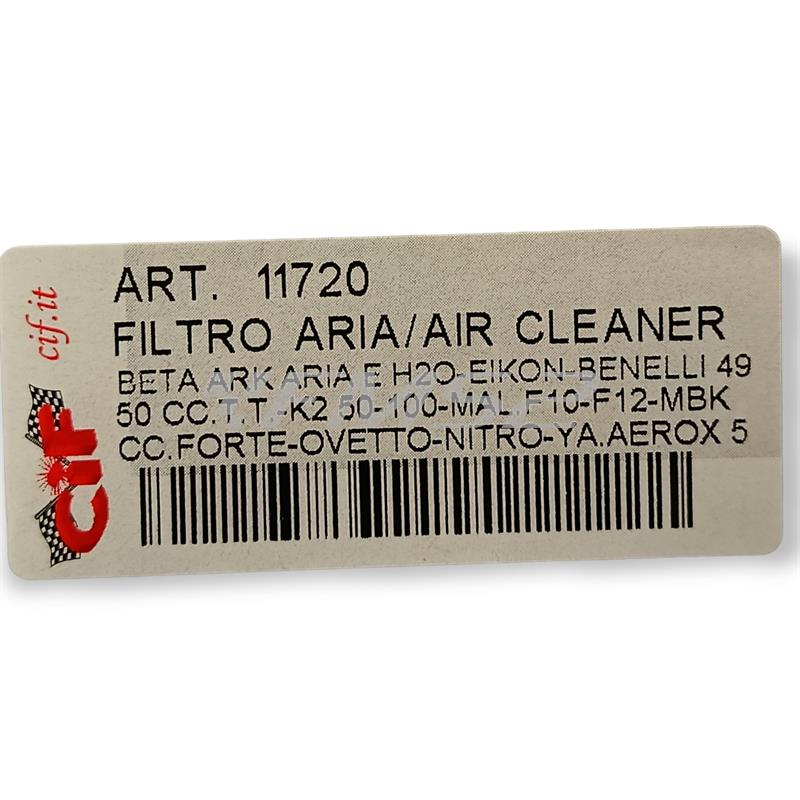 cif.it
CIF
ART. 11720
FILTRO ARIA/AIR CLEANER
BETA ARK ARIA E H2O-EIKON-BENELLI 49
50 CC.T.T.-K2 50-100-MAL.F10-F12-MBK
CC.FORTE-OVETTO-NITRO-YA.AEROX 5